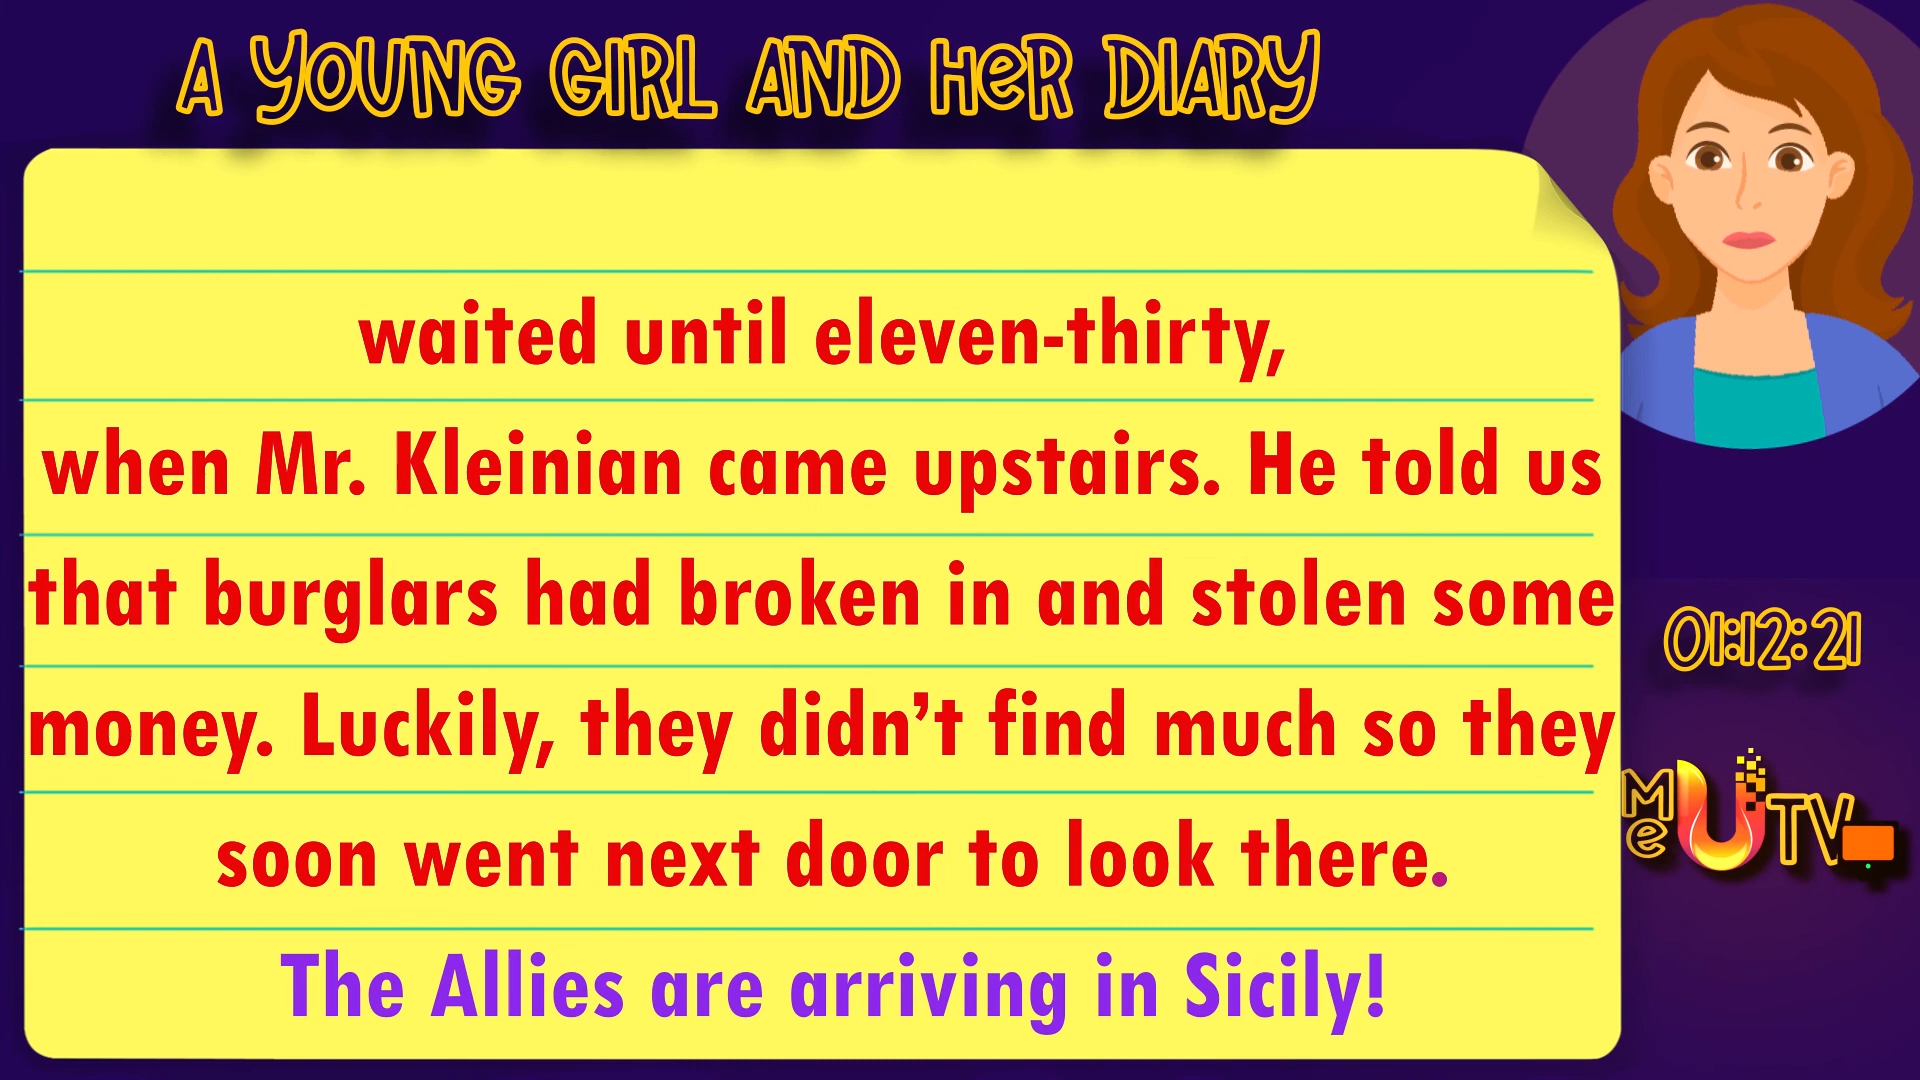 A YOUNG GIRL AND HeR DIARY
waited until eleven-thirty,
when Mr. Kleinian came upstairs. He told us
that burglars had broken in and stolen some
money. Luckily, they didn’t find much so they
soon went next door to look there.
The Allies are arriving in Sicily!
01:12:21
Me U TV